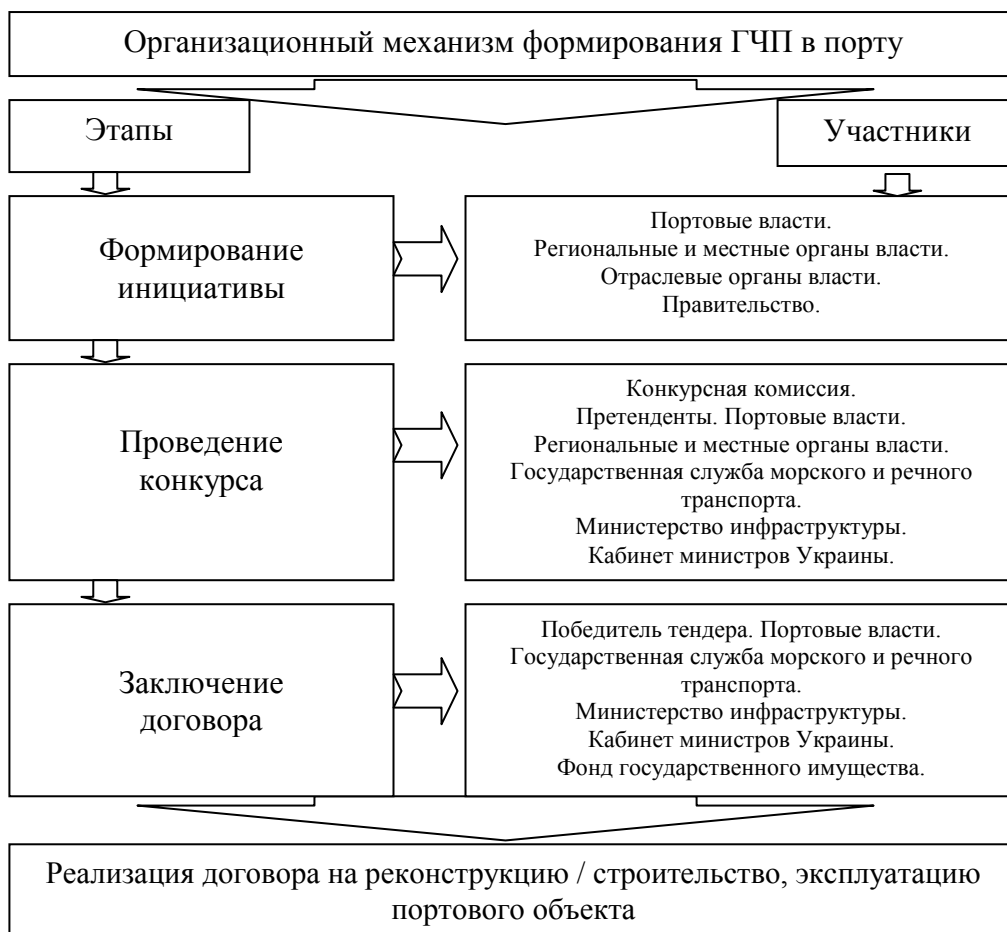 Организационный механизм формирования ГЧП в порту
Этапы
Участники
Формирование
инициативы
Портовые власти.
Региональные и местные органы власти.
Отраслевые органы власти.
Правительство.
Проведение
конкурса
Конкурсная комиссия.
Претенденты. Портовые власти.
Региональные и местные органы власти.
Государственная служба морского и речного
транспорта.
Министерство инфраструктуры.
Кабинет министров Украины.
Заключение
договора
Победитель тендера. Портовые власти.
Государственная служба морского и речного
транспорта.
Министерство инфраструктуры.
Кабинет министров Украины.
Фонд государственного имущества.
Реализация договора на реконструкцию / строительство, эксплуатацию
портового объекта